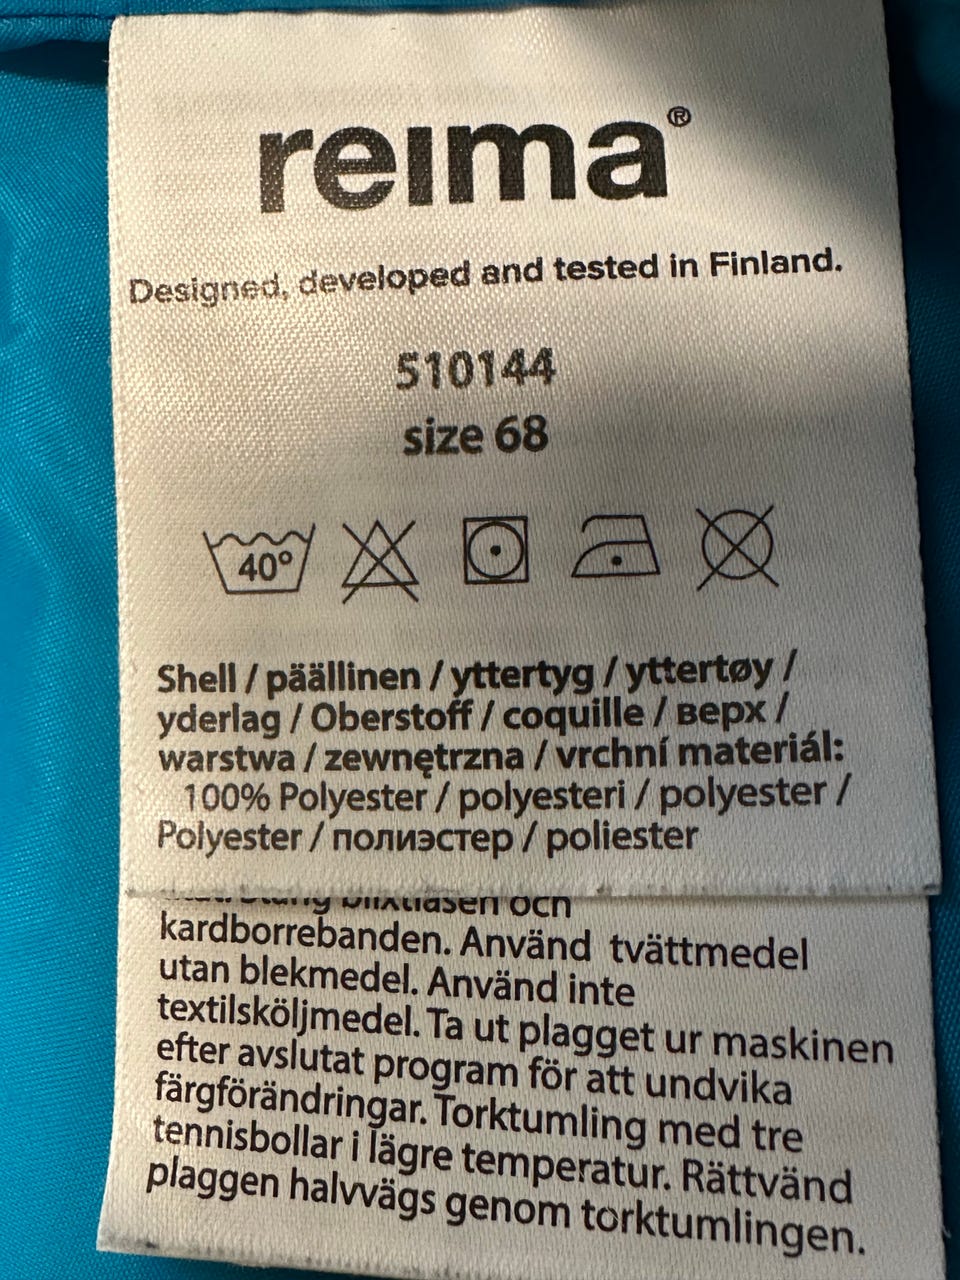 reima®
Designed, developed and tested in Finland.
510144
size 68
40°
Shell / päällinen / yttertyg / yttertøy /
yderlag / Oberstoff / coquille / верх /
warstwa / zewnętrzna / vrchní materiál:
100% Polyester / polyesteri / polyester /
Polyester / полиэстер / poliester
blixtlåsen och
kardborrebanden. Använd tvättmedel
utan blekmedel. Använd inte
textilsköljmedel. Ta ut plagget ur maskinen
efter avslutat program för att undvika
färgförändringar. Torktumling med tre
tennisbollar i lägre temperatur. Rättvänd
plaggen halvvägs genom torktumlingen.